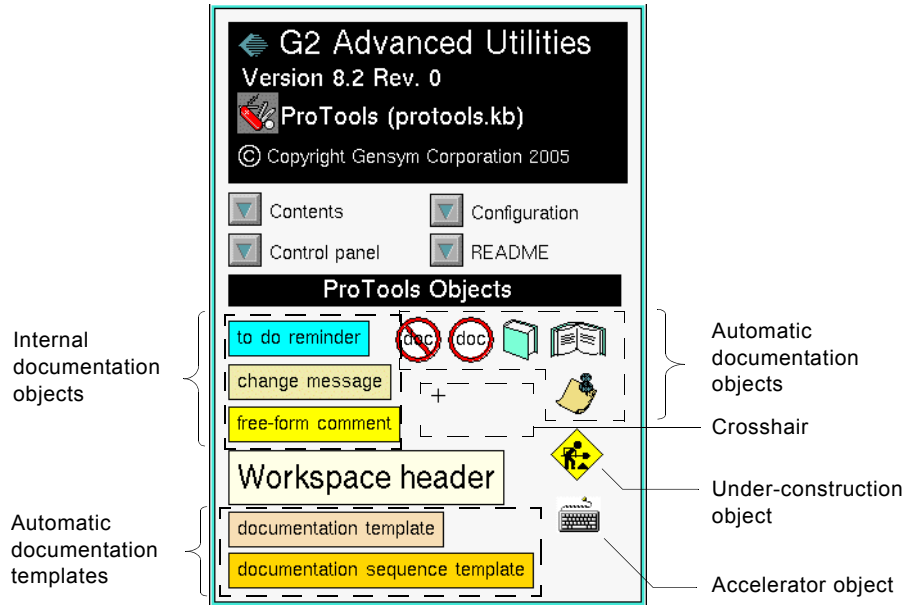 G2 Advanced Utilities
Version 8.2 Rev. 0
ProTools (protools.kb)
© Copyright Gensym Corporation 2005
Contents
Configuration
Control panel
README
ProTools Objects
Internal
documentation
objects
to do reminder
change message
free-form comment
doc
doc
+
Automatic
documentation
objects
Crosshair
Workspace header
Under-construction
object
Automatic
documentation
templates
documentation template
documentation sequence template
Accelerator object